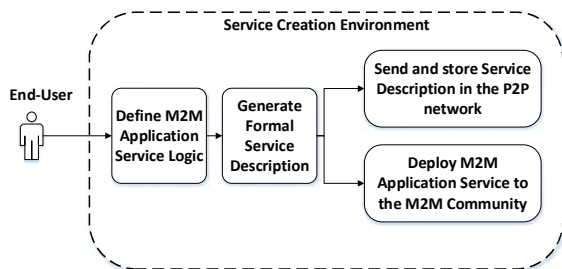 Service Creation Environment
End-User
Define M2M
Application
Service Logic
Generate
Formal
Service
Description
Send and store Service
Description in the P2P
network
Deploy M2M
Application Service to
the M2M Community